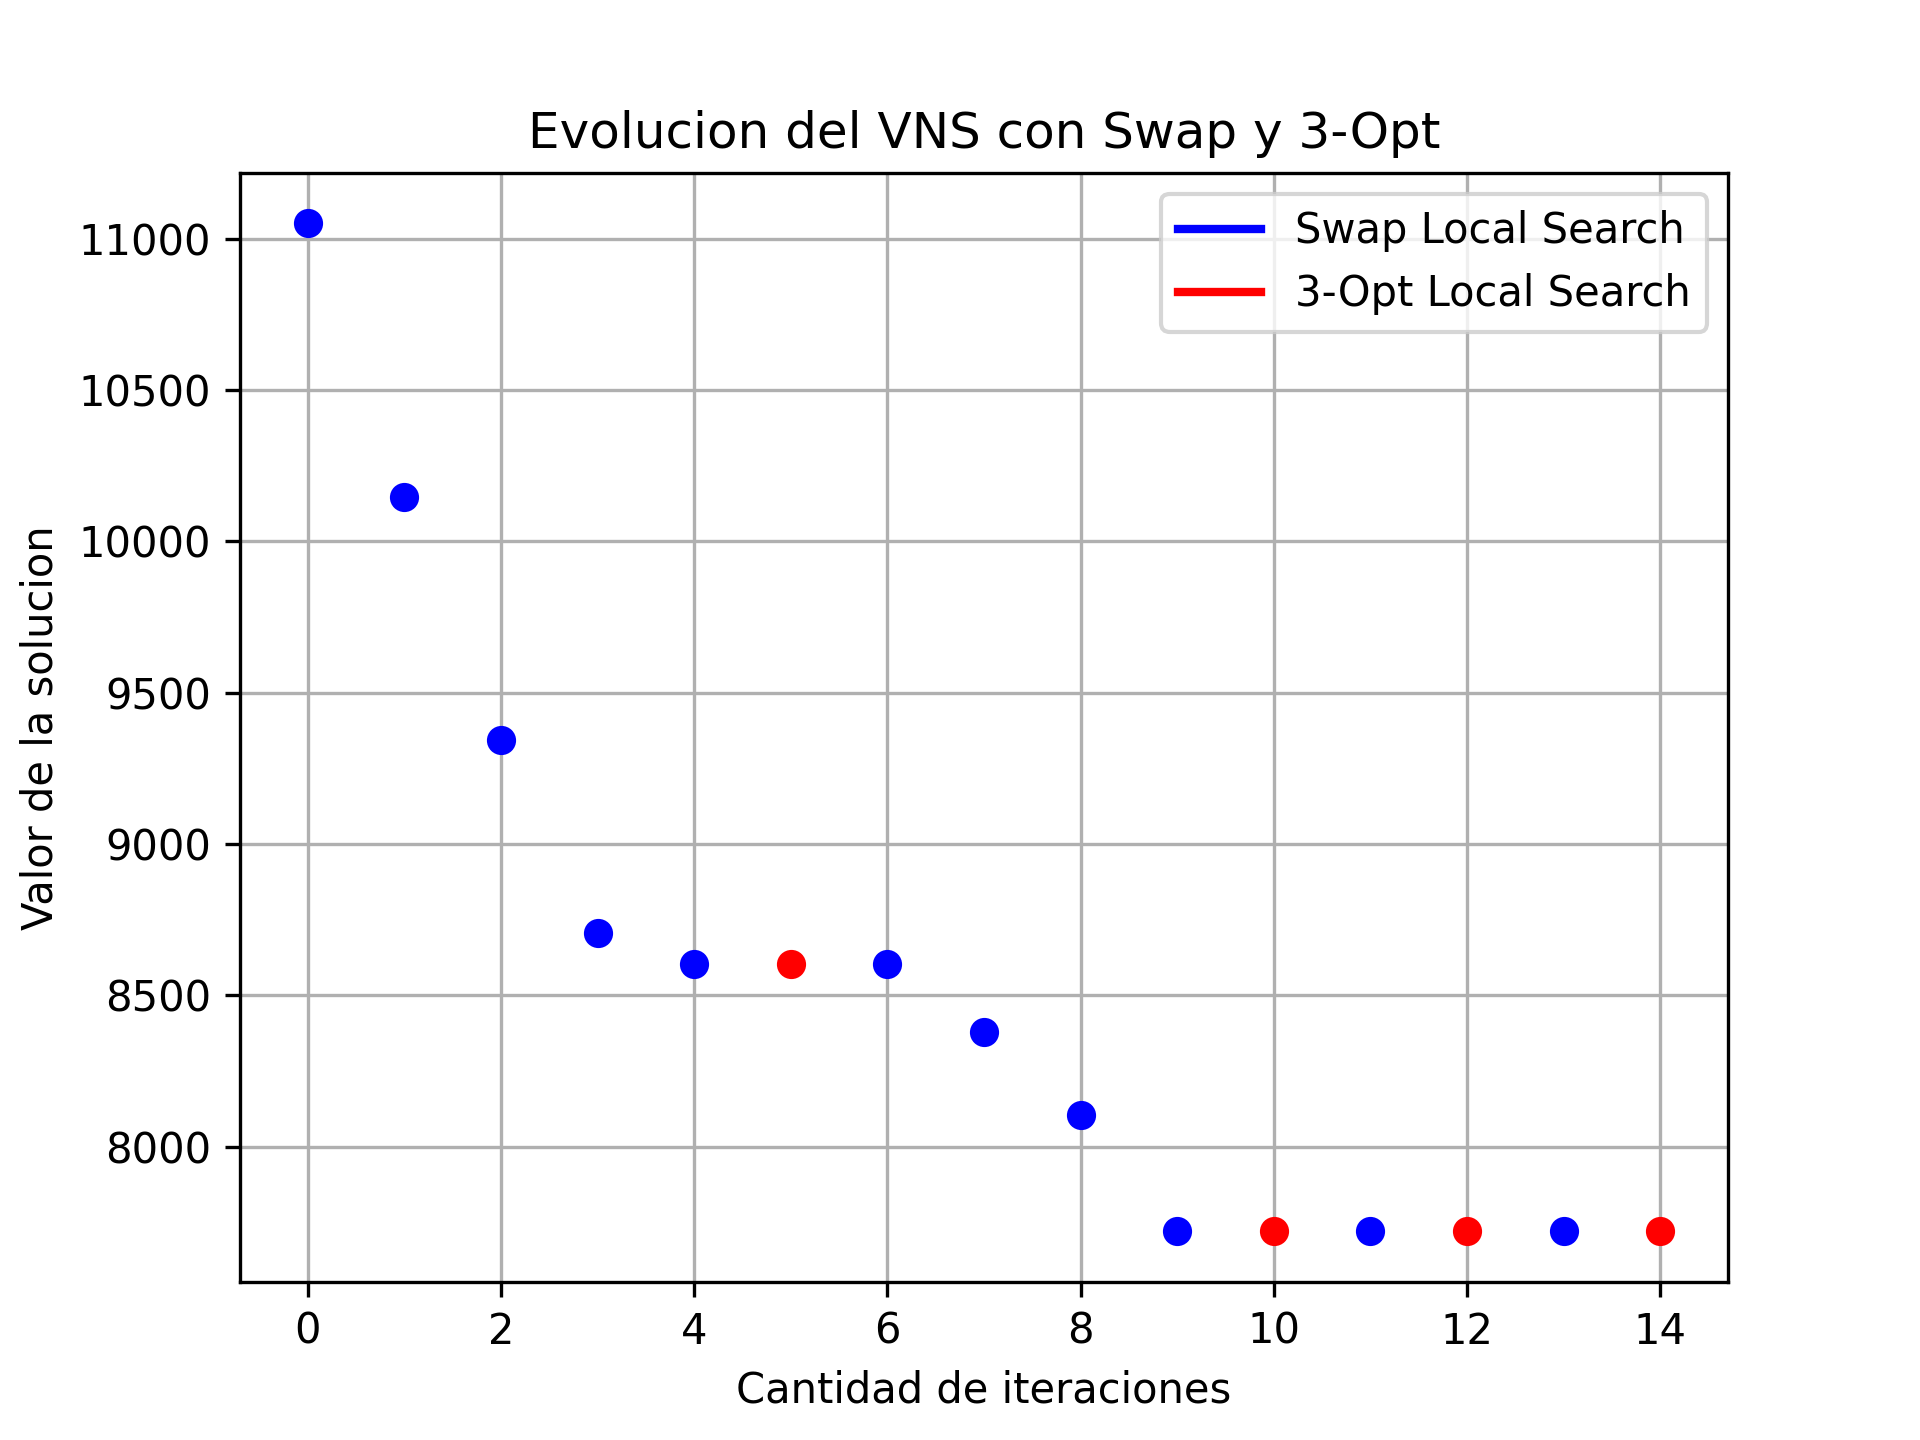 Evolucion del VNS con Swap y 3-Opt
Swap Local Search
3-Opt Local Search
11000
10500
10000
9500
9000
8500
8000
Valor de la solucion
0 2 4 6 8 10 12 14
Cantidad de iteraciones